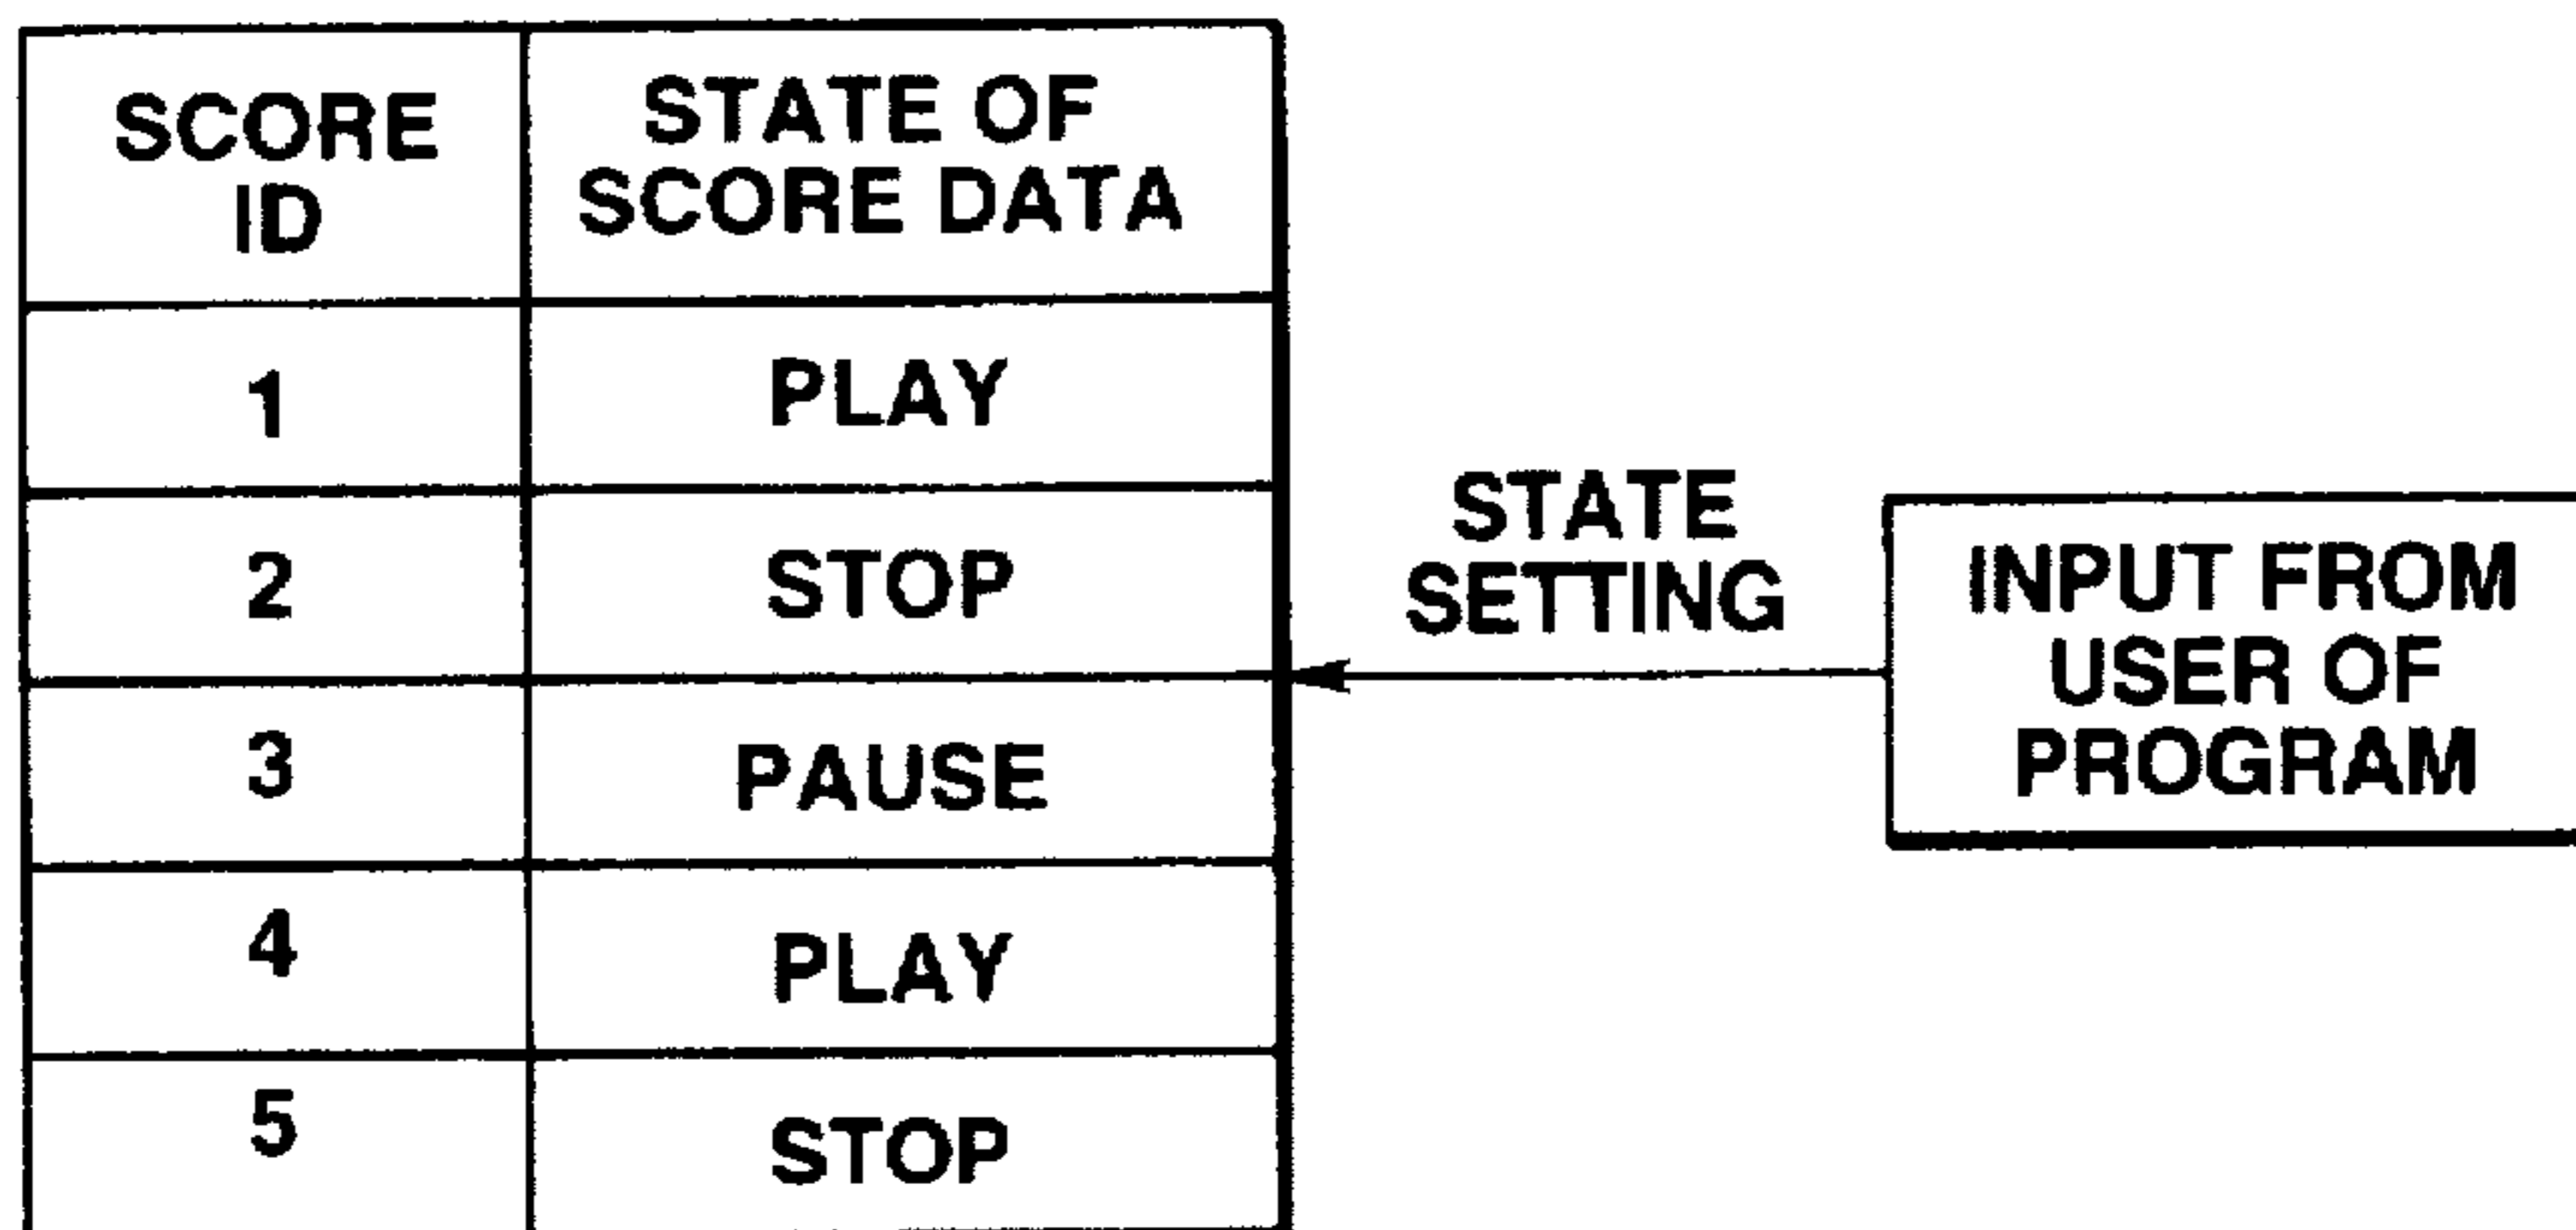 SCORE
ID
STATE OF
SCORE DATA
1
PLAY
2
STOP
3
PAUSE
4
PLAY
5
STOP
STATE
SETTING
INPUT FROM
USER OF
PROGRAM